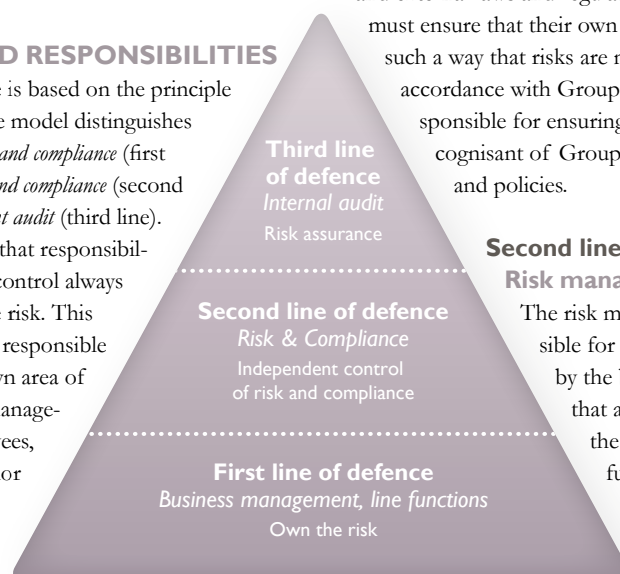 D RESPONSIBILITIES
e is based on the principle
e model distinguishes
and compliance (first
nd compliance (second
nt audit (third line).
that responsibil-
control always
e risk. This
responsible
wn area of
manage-
ees,
or
Third line
of defence
Internal audit
Risk assurance
Second line of defence
Risk & Compliance
Independent control
of risk and compliance
First line of defence
Business management, line functions
Own the risk
must ensure that their own
such a way that risks are
accordance with Group
sponsible for ensuring
cognisant of Group
and policies.
Second line
Risk mana
The risk m
sible for
by the
that a
the
fu